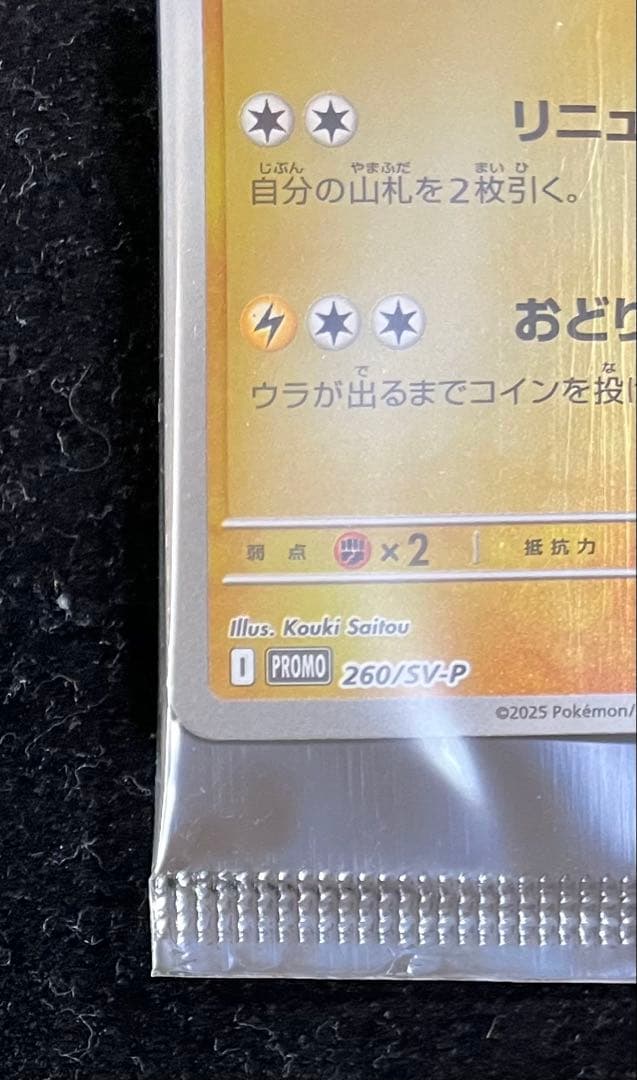 リニュ
自分の山札を2枚引く。
おどり
ウラが出るまでコインを投
弱点 ×2 抵抗力
Illus. Kouki Saitou
I PROMO 260/SV-P
©2025 Pokémon/